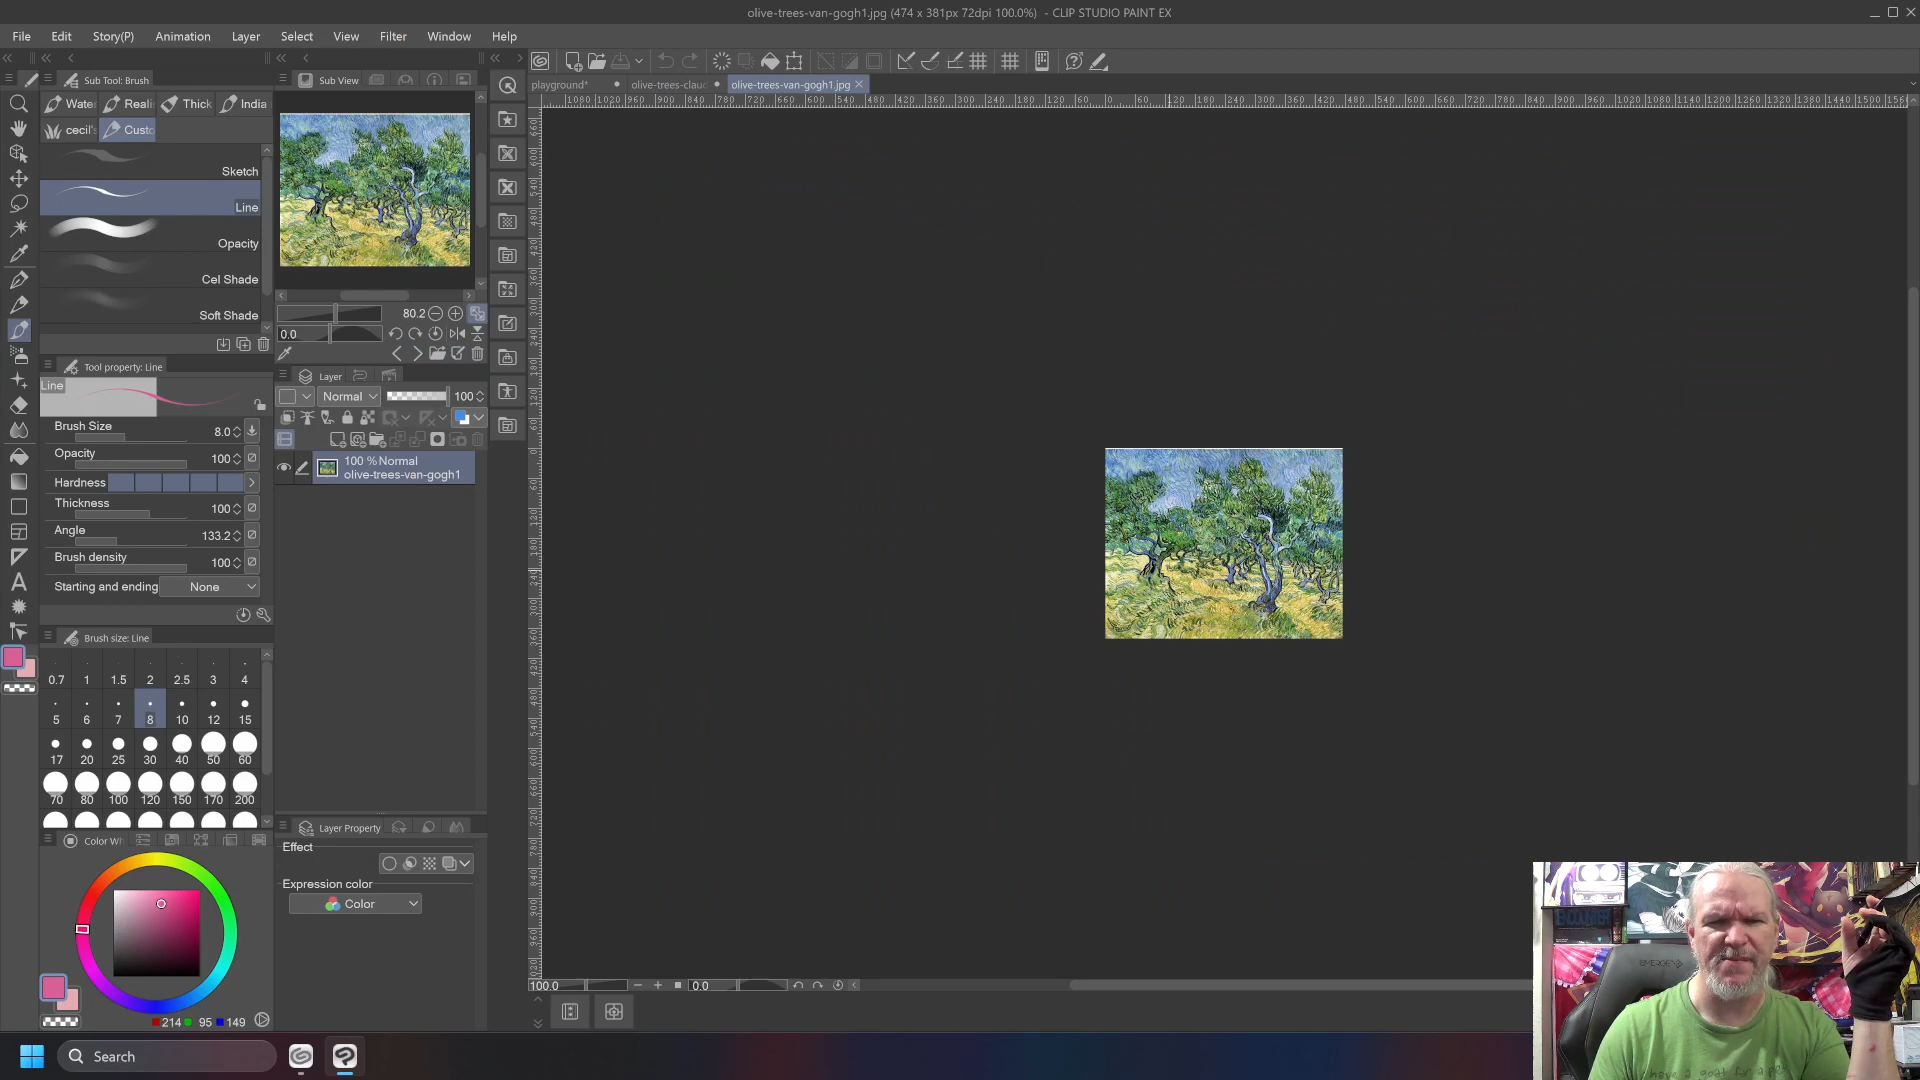 olive-trees-van-gogh1.jpg (474 x 381px 72dpi 100.0%) - CLIP STUDIO PAINT EX
File Edit Story(P) Animation Layer Select View Filter Window Help
Sub Tool: Brush
Sub View
playground*
olive-trees-clau
olive-trees-van-gogh1.jpg
Water
Reali
Thick
India
cecil's
Custo
Sketch
Line
Opacity
Cel Shade
Soft Shade
80.2
0.0
Tool property: Line
Line
Brush Size 8.0
Opacity 100
Hardness
Thickness 100
Angle 133.2
Brush density 100
Starting and ending None
Layer
Normal 100
100 % Normal
olive-trees-van-gogh1
Brush size: Line
0.7 1 1.5 2 2.5 3 4
5 6 7 8 10 12 15
17 20 25 30 40 50 60
70 80 100 120 150 170 200
Color Wh
214 95 149
Layer Property
Effect
Expression color
Color
100.0
0.0
Search